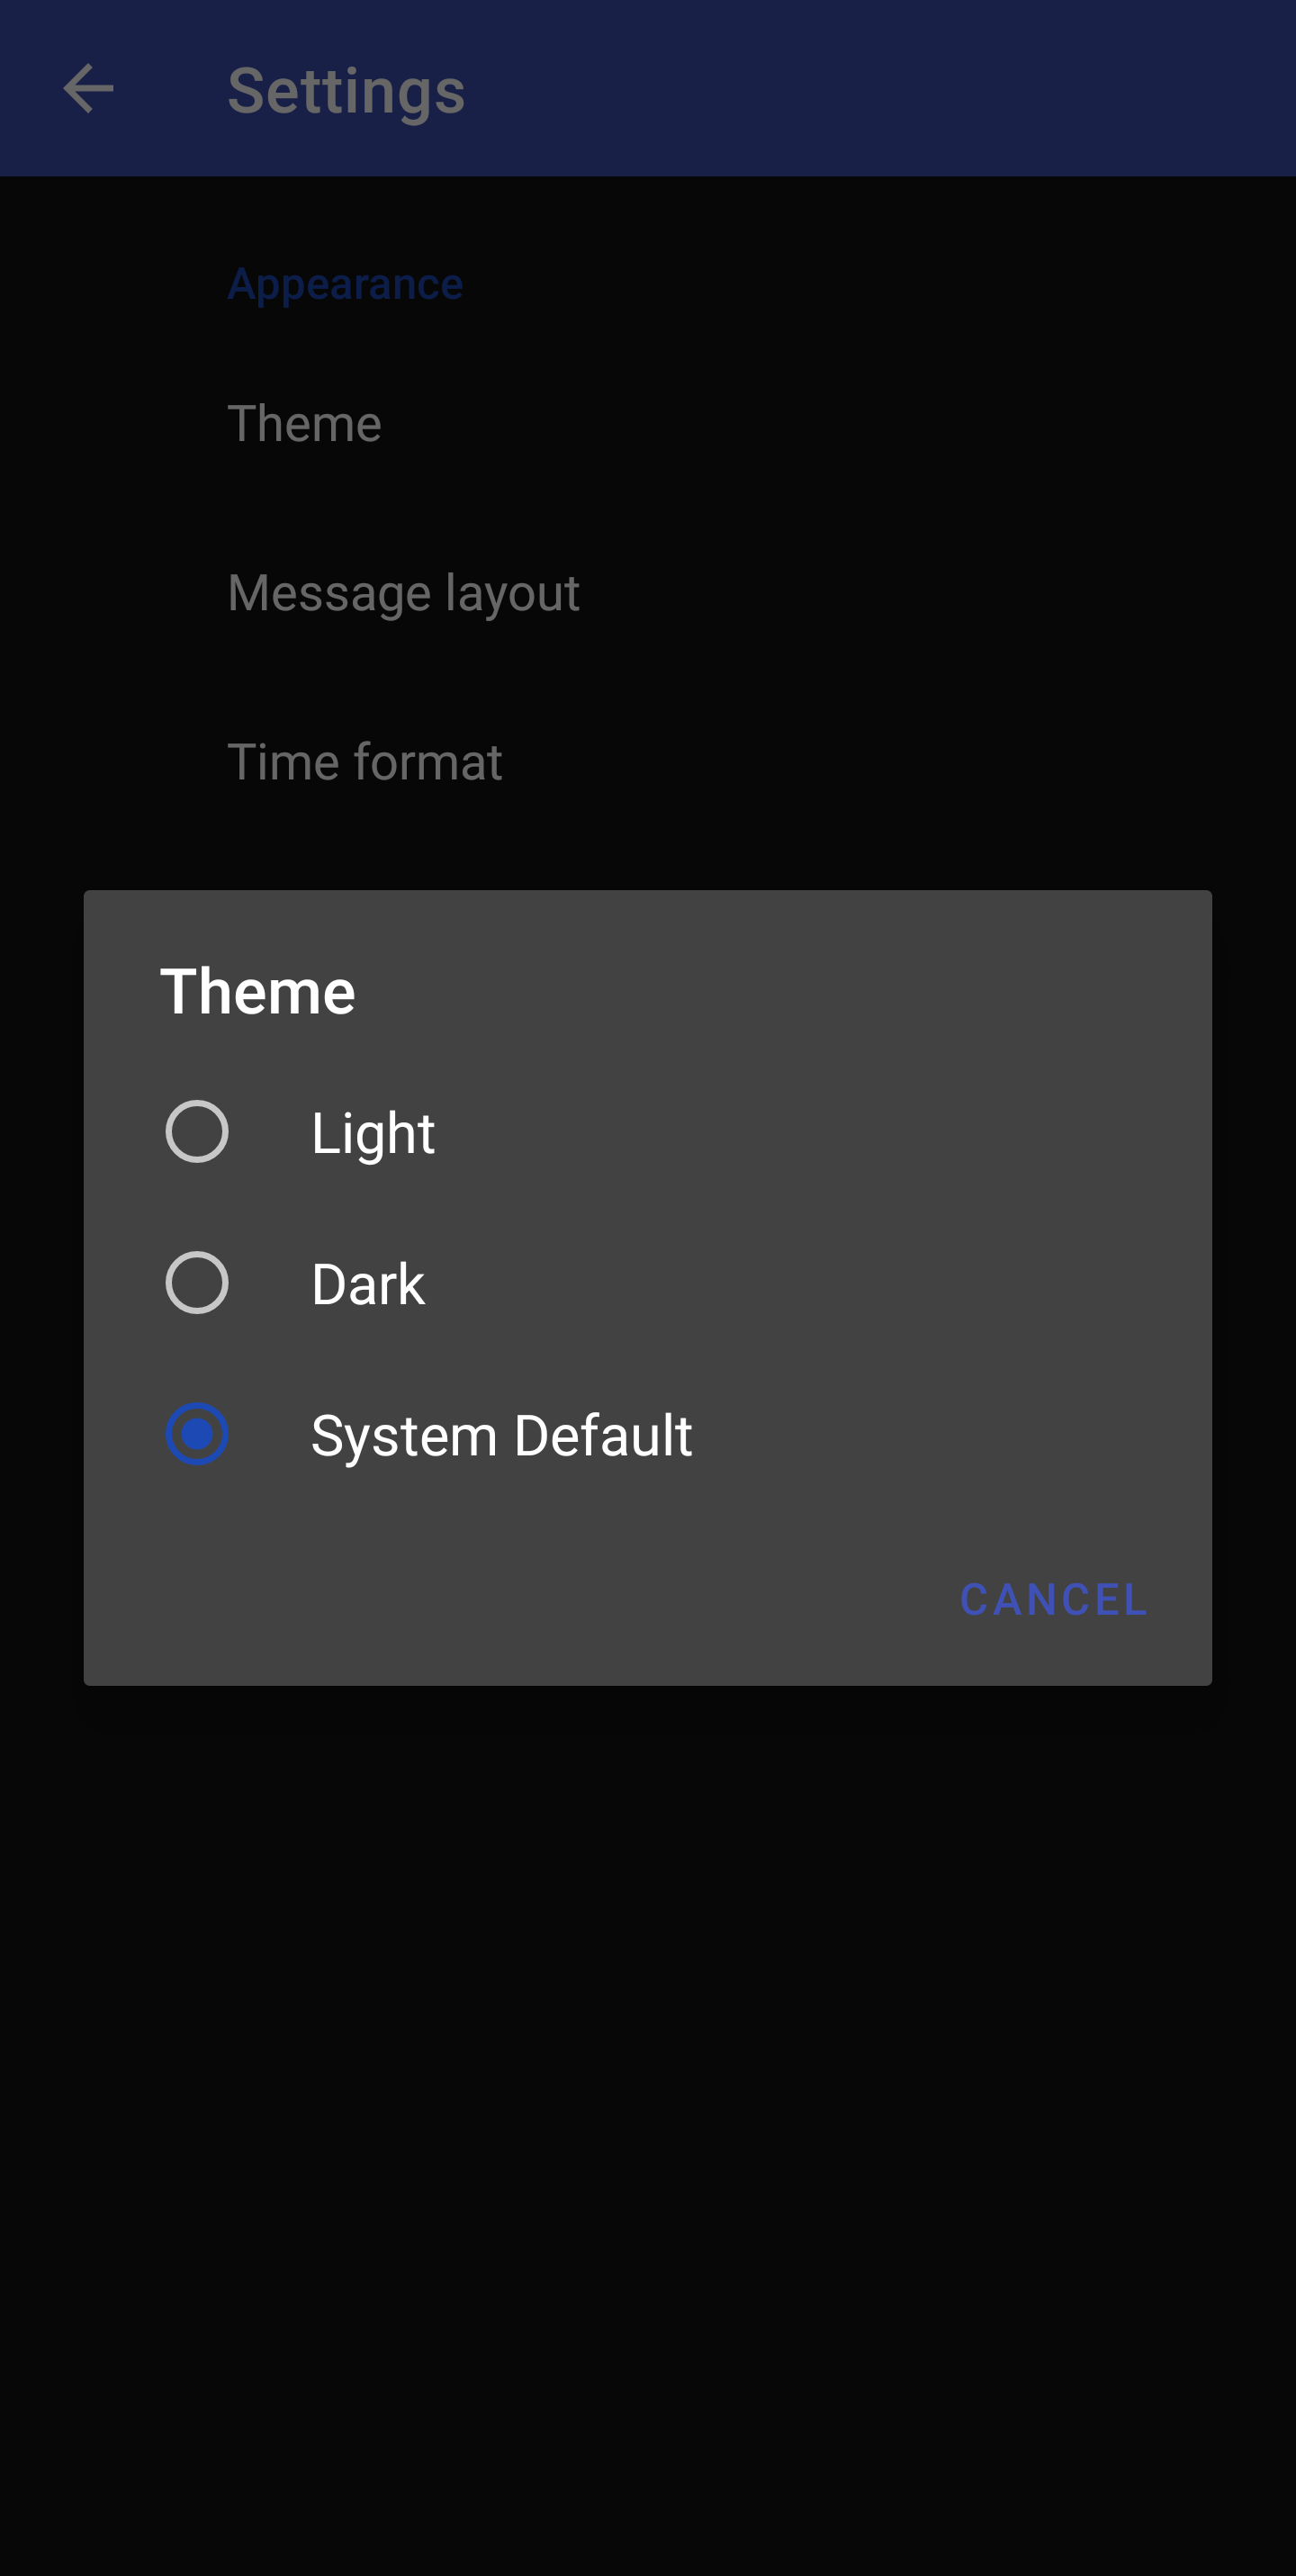 Settings
Appearance
Theme
Message layout
Time format
Theme
Light
Dark
System Default
CANCEL